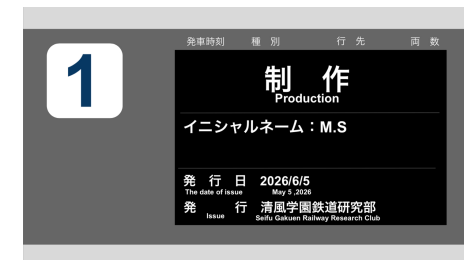 発車時刻 種別 行先 両数
1
制作
Production
イニシャルネーム：M.S
発行日 2026/6/5
The date of issue May 5 ,2026
発行 清風学園鉄道研究部
Issue Seifu Gakuen Railway Research Club